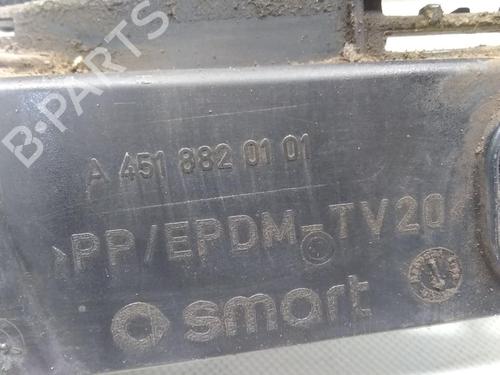 B-PARTS
A 451 882 01 01
>PP/EPDM-TV20
smart